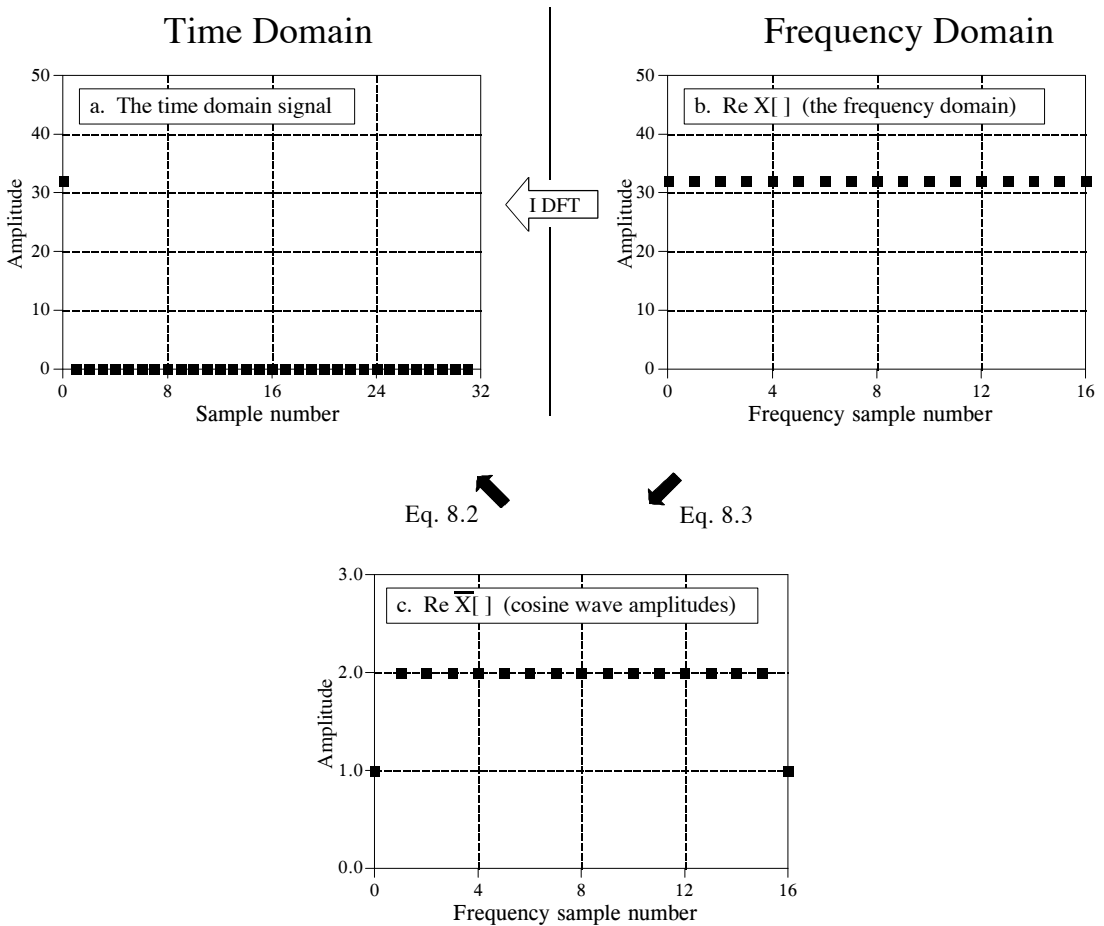 Time Domain
Frequency Domain
50
40
30
20
10
0
a. The time domain signal
Amplitude
0 8 16 24 32
Sample number
I DFT
50
40
30
20
10
0
b. Re X[ ] (the frequency domain)
Amplitude
0 4 8 12 16
Frequency sample number
Eq. 8.2
Eq. 8.3
3.0
2.0
1.0
0.0
c. Re X̅[ ] (cosine wave amplitudes)
Amplitude
0 4 8 12 16
Frequency sample number